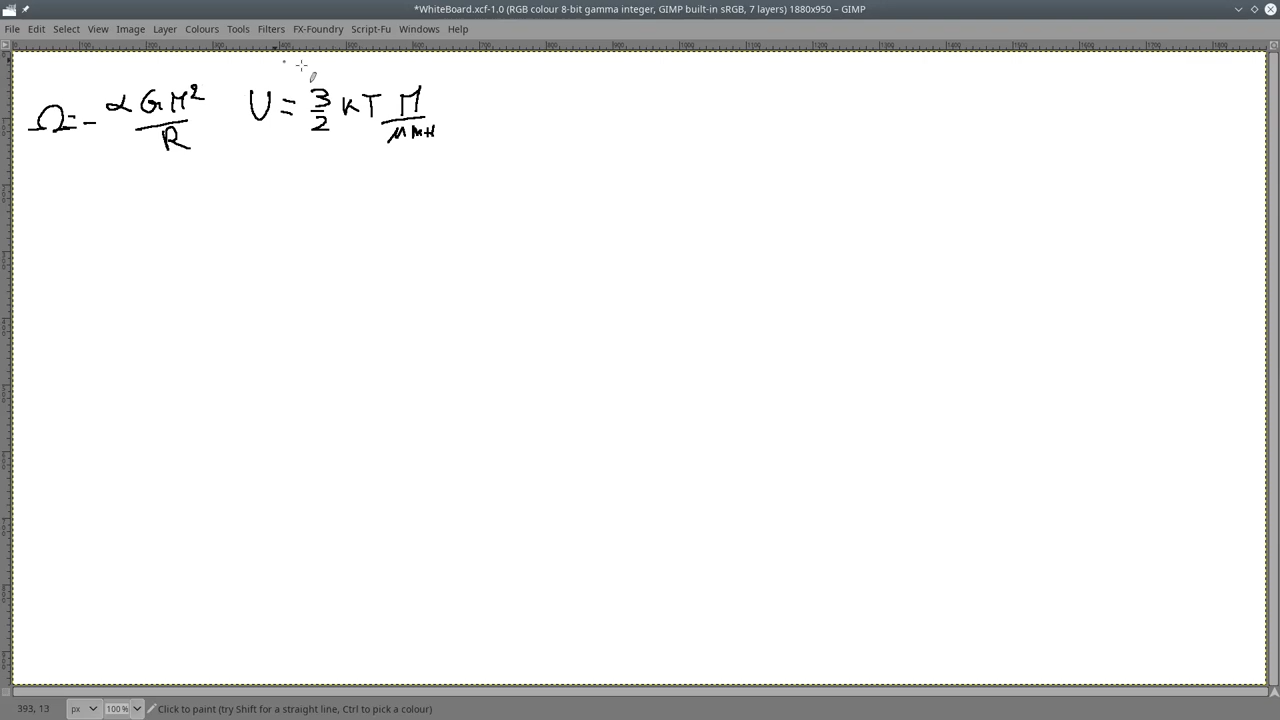 *WhiteBoard.xcf-1.0 (RGB colour 8-bit gamma integer, GIMP built-in sRGB, 7 layers) 1880x950 – GIMP
File Edit Select View Image Layer Colours Tools Filters FX-Foundry Script-Fu Windows Help
Ω = - αGM²/R U = 3/2 kT M/μmH
393, 13 px 100% Click to paint (try Shift for a straight line, Ctrl to pick a colour)